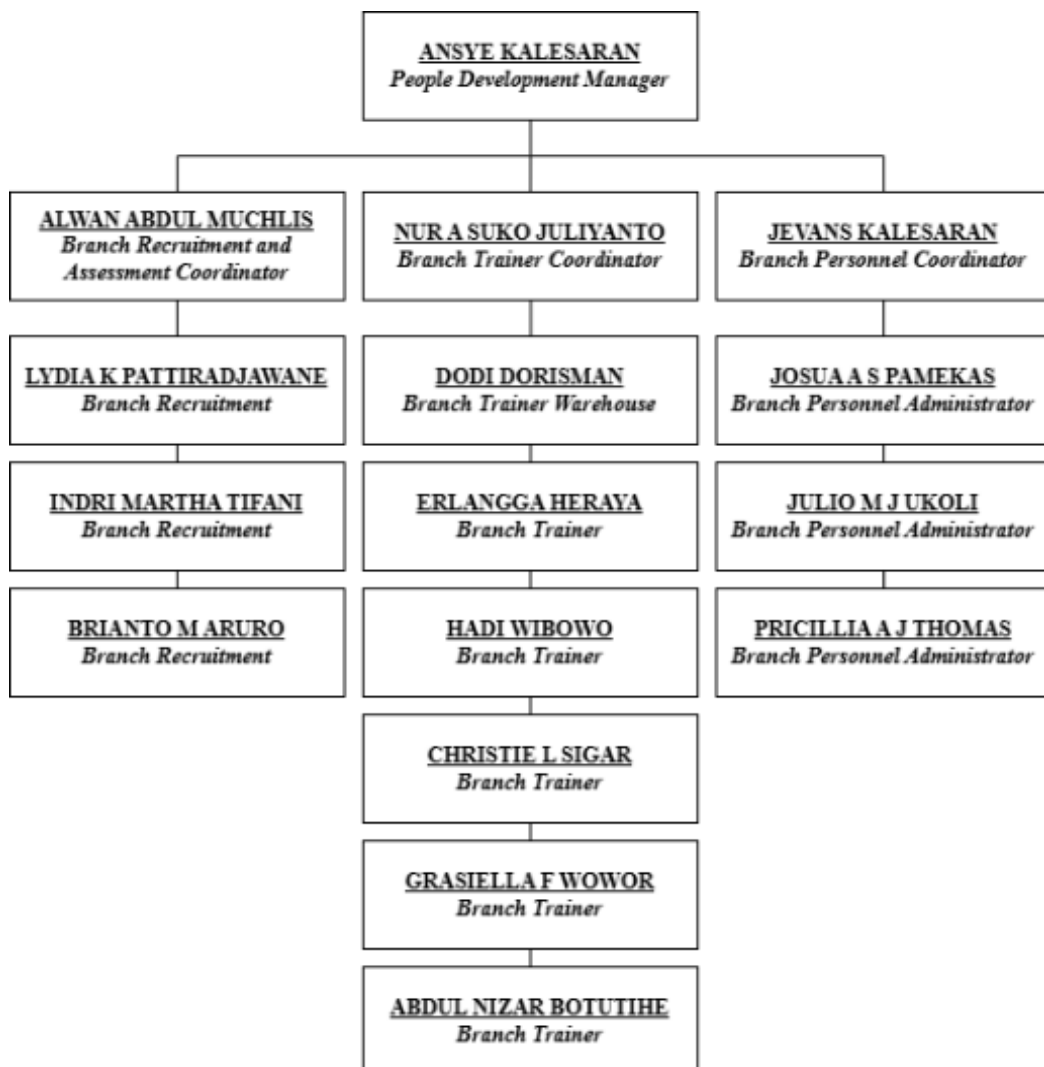 ANSYE KALESARAN
People Development Manager
ALWAN ABDUL MUCHLIS
Branch Recruitment and
Assessment Coordinator
NUR A SUKO JULIYANTO
Branch Trainer Coordinator
JEVANS KALESARAN
Branch Personnel Coordinator
LYDIA K PATTIRADJAWANE
Branch Recruitment
DODI DORISMAN
Branch Trainer Warehouse
JOSUA A S PAMEKAS
Branch Personnel Administrator
INDRI MARTHA TIFANI
Branch Recruitment
ERLANGGA HERAYA
Branch Trainer
JULIO M J UKOLI
Branch Personnel Administrator
BRIANTO M ARURO
Branch Recruitment
HADI WIBOWO
Branch Trainer
PRICILLIA A J THOMAS
Branch Personnel Administrator
CHRISTIE L SIGAR
Branch Trainer
GRASIELLA F WOWOR
Branch Trainer
ABDUL NIZAR BOTUTIHE
Branch Trainer